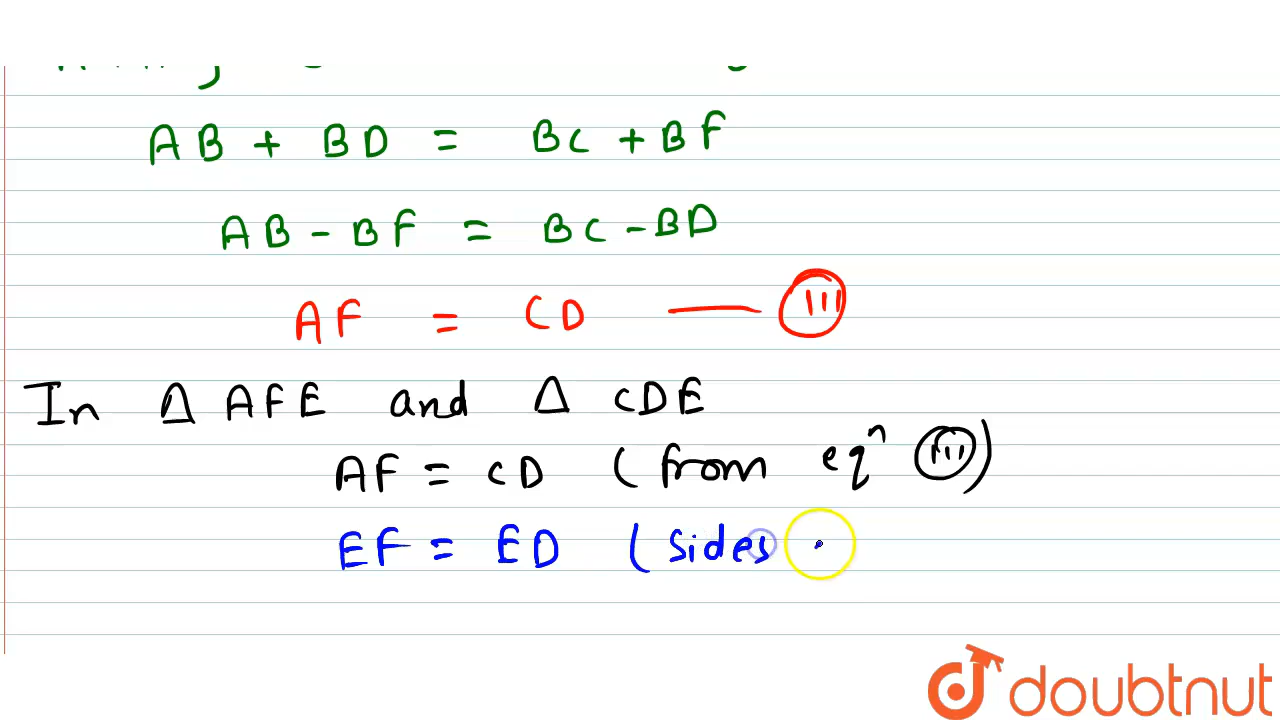 AB + BD = BC + BF
AB - BF = BC - BD
AF = CD — III
In Δ AFE and Δ CDE
AF = CD (from eqⁿ III)
EF = ED (sides
doubtnut